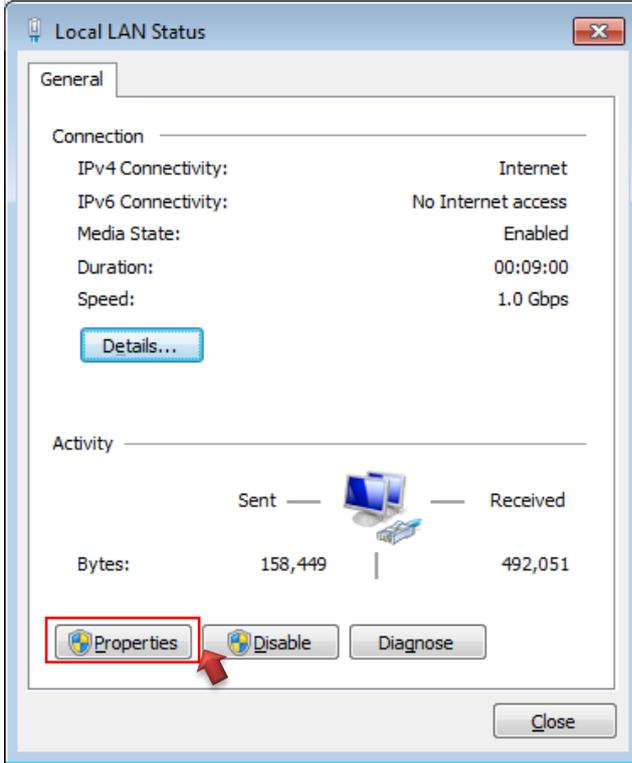 Local LAN Status
General
Connection
IPv4 Connectivity: Internet
IPv6 Connectivity: No Internet access
Media State: Enabled
Duration: 00:09:00
Speed: 1.0 Gbps
Details...
Activity
Sent Received
Bytes: 158,449 492,051
Properties Disable Diagnose
Close